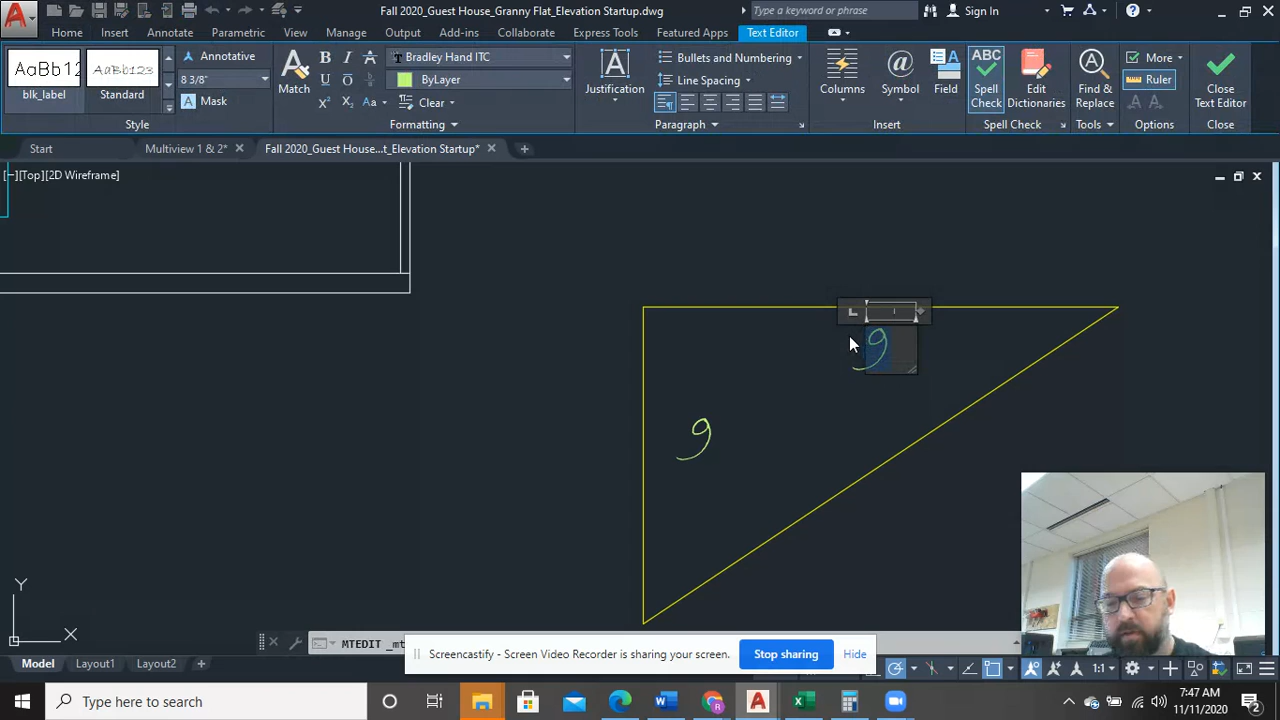 Fall 2020_Guest House_Granny Flat_Elevation Startup.dwg
Type a keyword or phrase
Sign In
Home Insert Annotate Parametric View Manage Output Add-ins Collaborate Express Tools Featured Apps Text Editor
AaBb12 AaBb123
blk_label Standard
Annotative
8 3/8"
Mask
Style
Match
Bradley Hand ITC
ByLayer
Clear
Formatting
Justification
Bullets and Numbering
Line Spacing
Paragraph
Columns Symbol Field
Insert
ABC
Spell Check
Edit Dictionaries
Spell Check
Find & Replace
Tools
More
Ruler
Options
Close Text Editor
Close
Start Multiview 1 & 2* Fall 2020_Guest House...t_Elevation Startup*
[−][Top][2D Wireframe]
9
9
Y
X
MTEDIT _mt
Model Layout1 Layout2
1:1
Screencastify - Screen Video Recorder is sharing your screen. Stop sharing Hide
Type here to search
7:47 AM
11/11/2020
2